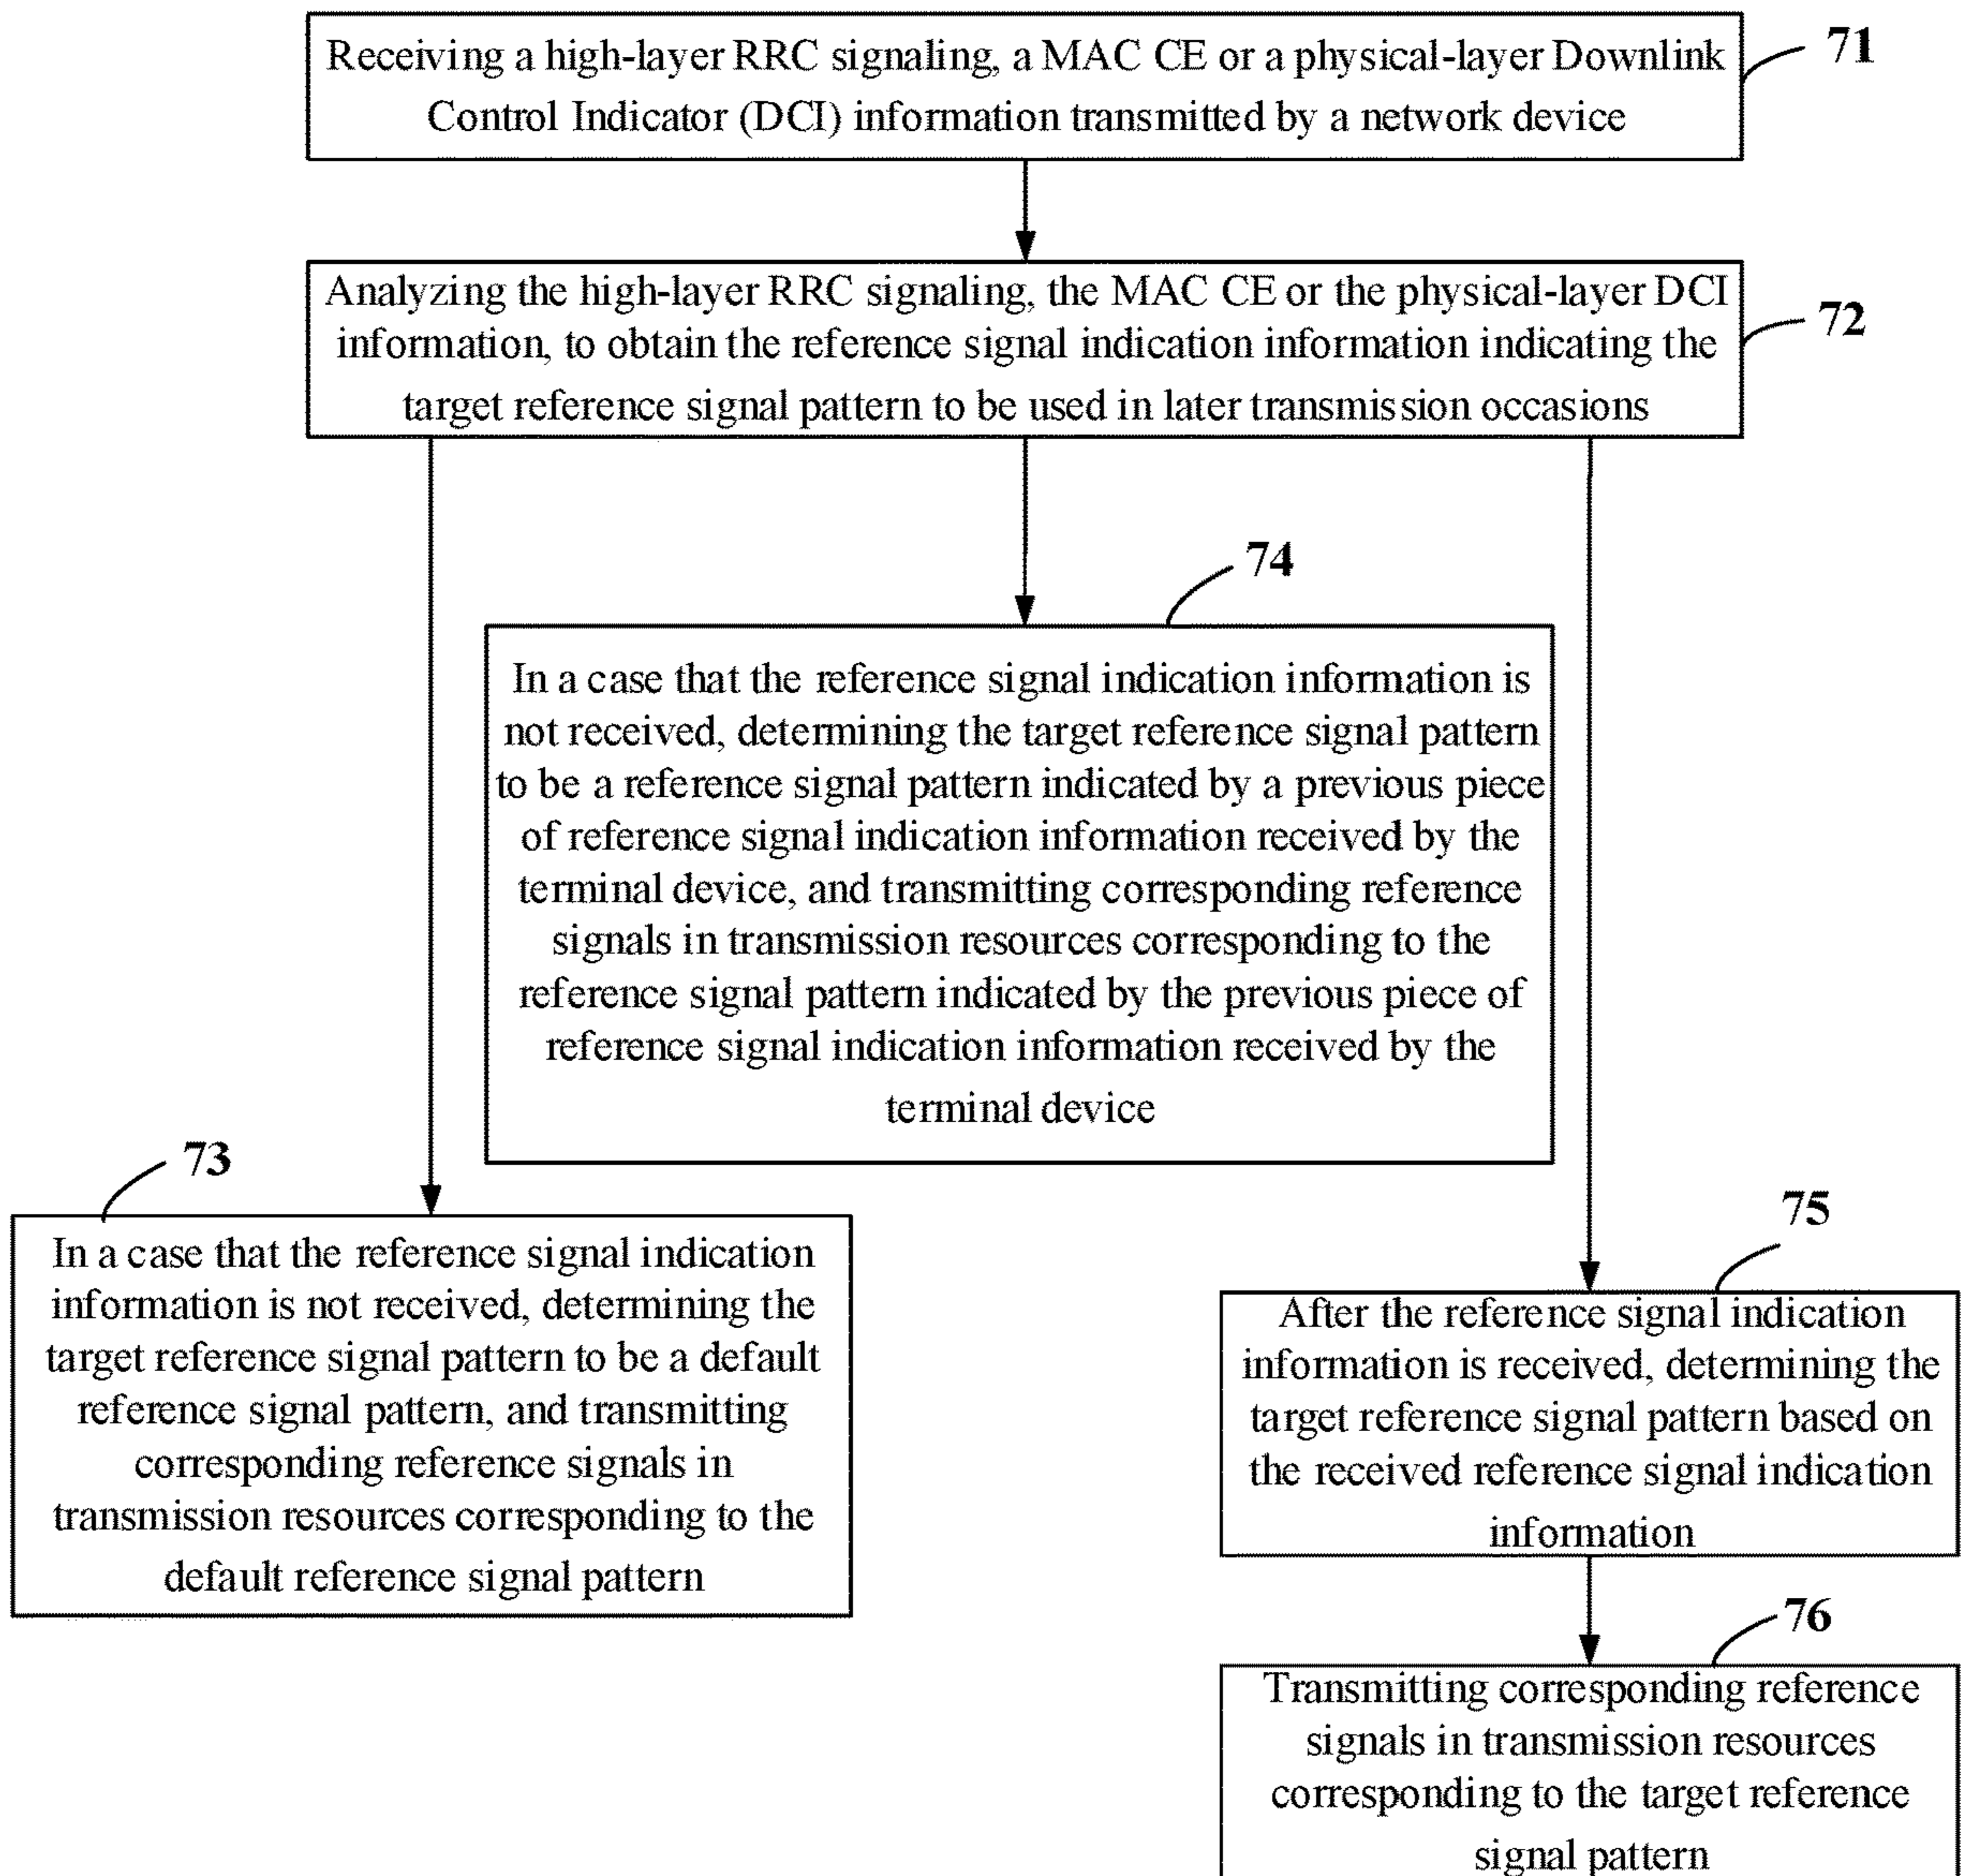 Receiving a high-layer RRC signaling, a MAC CE or a physical-layer Downlink
Control Indicator (DCI) information transmitted by a network device
71
Analyzing the high-layer RRC signaling, the MAC CE or the physical-layer DCI
information, to obtain the reference signal indication information indicating the
target reference signal pattern to be used in later transmission occasions
72
74
In a case that the reference signal indication information is
not received, determining the target reference signal pattern
to be a reference signal pattern indicated by a previous piece
of reference signal indication information received by the
terminal device, and transmitting corresponding reference
signals in transmission resources corresponding to the
reference signal pattern indicated by the previous piece of
reference signal indication information received by the
terminal device
73
In a case that the reference signal indication
information is not received, determining the
target reference signal pattern to be a default
reference signal pattern, and transmitting
corresponding reference signals in
transmission resources corresponding to the
default reference signal pattern
75
After the reference signal indication
information is received, determining the
target reference signal pattern based on
the received reference signal indication
information
76
Transmitting corresponding reference
signals in transmission resources
corresponding to the target reference
signal pattern